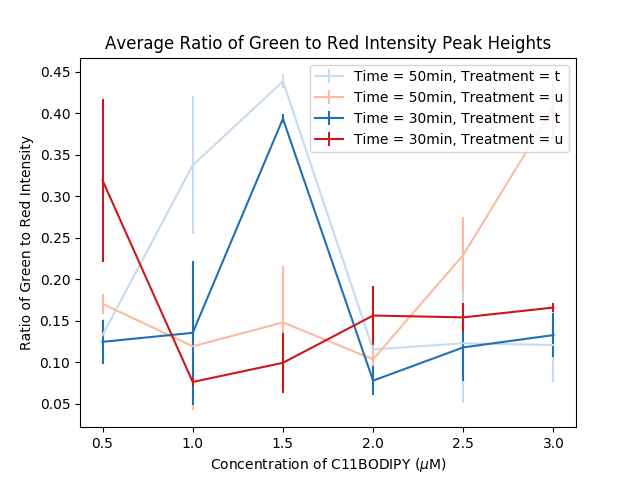 Average Ratio of Green to Red Intensity Peak Heights
Time = 50min, Treatment = t
Time = 50min, Treatment = u
Time = 30min, Treatment = t
Time = 30min, Treatment = u
Ratio of Green to Red Intensity
0.45
0.40
0.35
0.30
0.25
0.20
0.15
0.10
0.05
0.5 1.0 1.5 2.0 2.5 3.0
Concentration of C11BODIPY (μM)